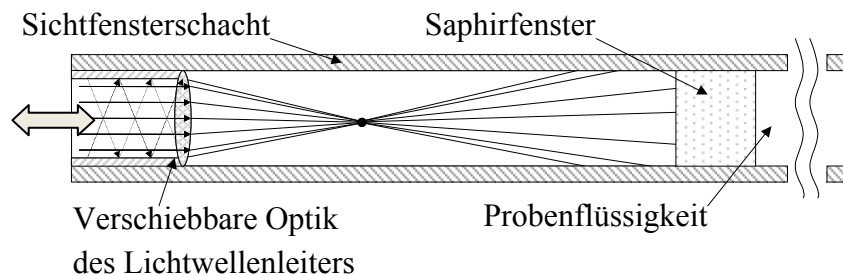 Sichtfensterschacht
Saphirfenster
Verschiebbare Optik
des Lichtwellenleiters
Probenflüssigkeit